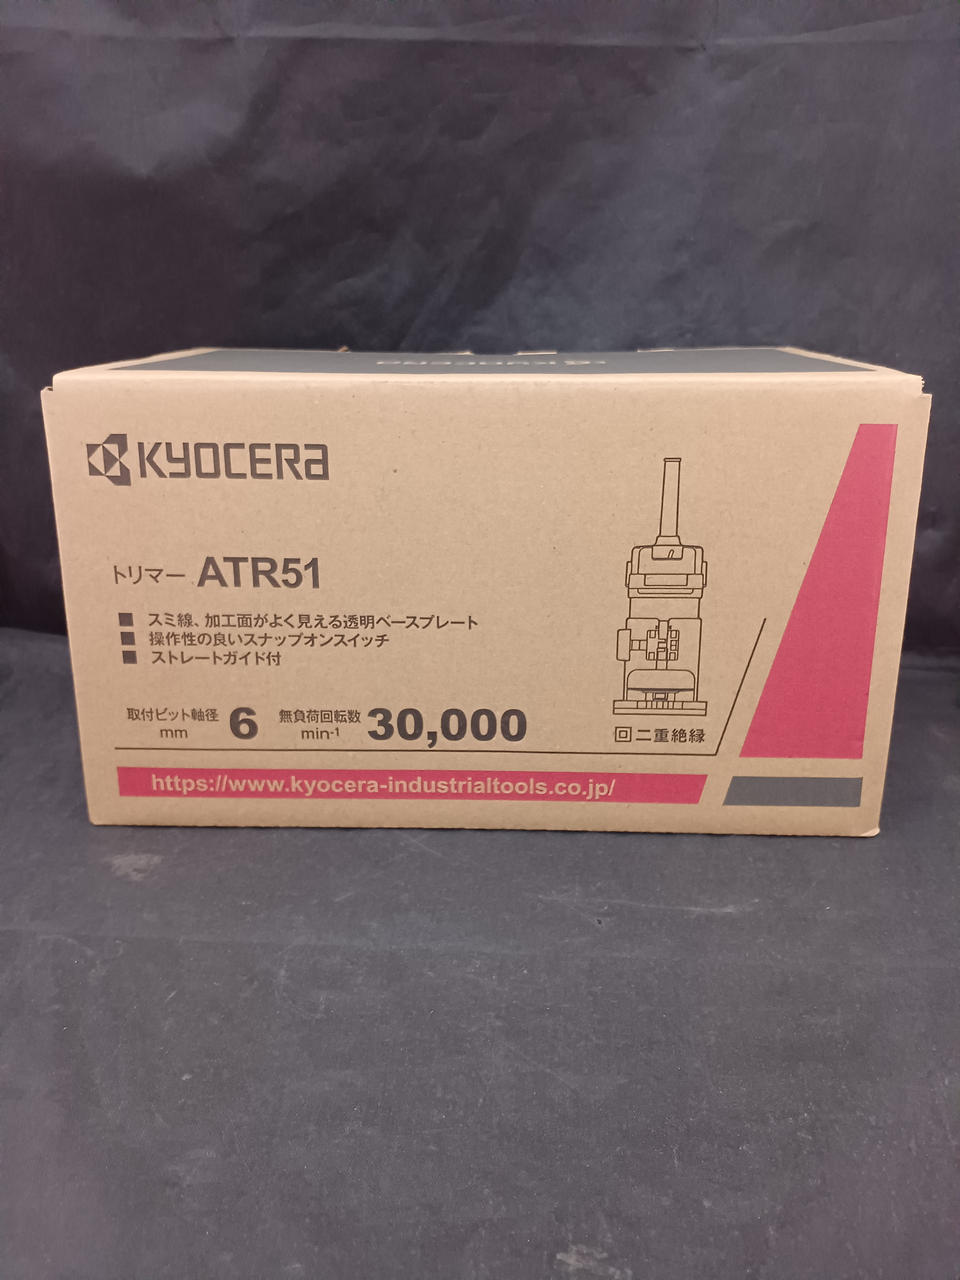 KYOCERA
KYOCERA
トリマー ATR51
■ スミ線、加工面がよく見える透明ベースプレート
■ 操作性の良いスナップオンスイッチ
■ ストレートガイド付
取付ビット軸径 mm 6 無負荷回転数 min-1 30,000
回二重絶縁
https://www.kyocera-industrialtools.co.jp/